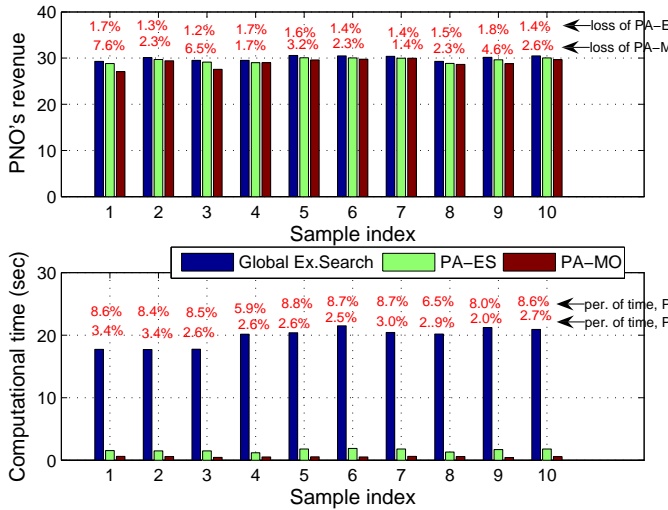 40
30
20
10
0
PNO's revenue
1.7% 1.3% 1.2% 1.7% 1.6% 1.4% 1.4% 1.5% 1.8% 1.4%
loss of PA-E
7.6% 2.3% 6.5% 1.7% 3.2% 2.3% 1.4% 2.3% 4.6% 2.6%
loss of PA-M
1 2 3 4 5 6 7 8 9 10
Sample index
Global Ex.Search PA-ES PA-MO
30
20
10
0
Computational time (sec)
8.6% 8.4% 8.5% 5.9% 8.8% 8.7% 8.7% 6.5% 8.0% 8.6%
per. of time, P
3.4% 3.4% 2.6% 2.6% 2.6% 2.5% 3.0% 2..9% 2.0% 2.7%
per. of time, P
1 2 3 4 5 6 7 8 9 10
Sample index